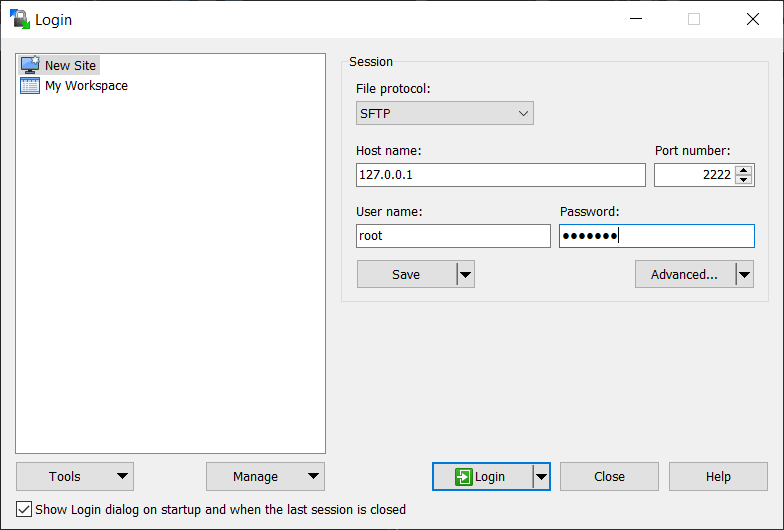 Login
New Site
My Workspace
Session
File protocol:
SFTP
Host name: Port number:
127.0.0.1 2222
User name: Password:
root ●●●●●●●
Save Advanced...
Tools Manage Login Close Help
Show Login dialog on startup and when the last session is closed